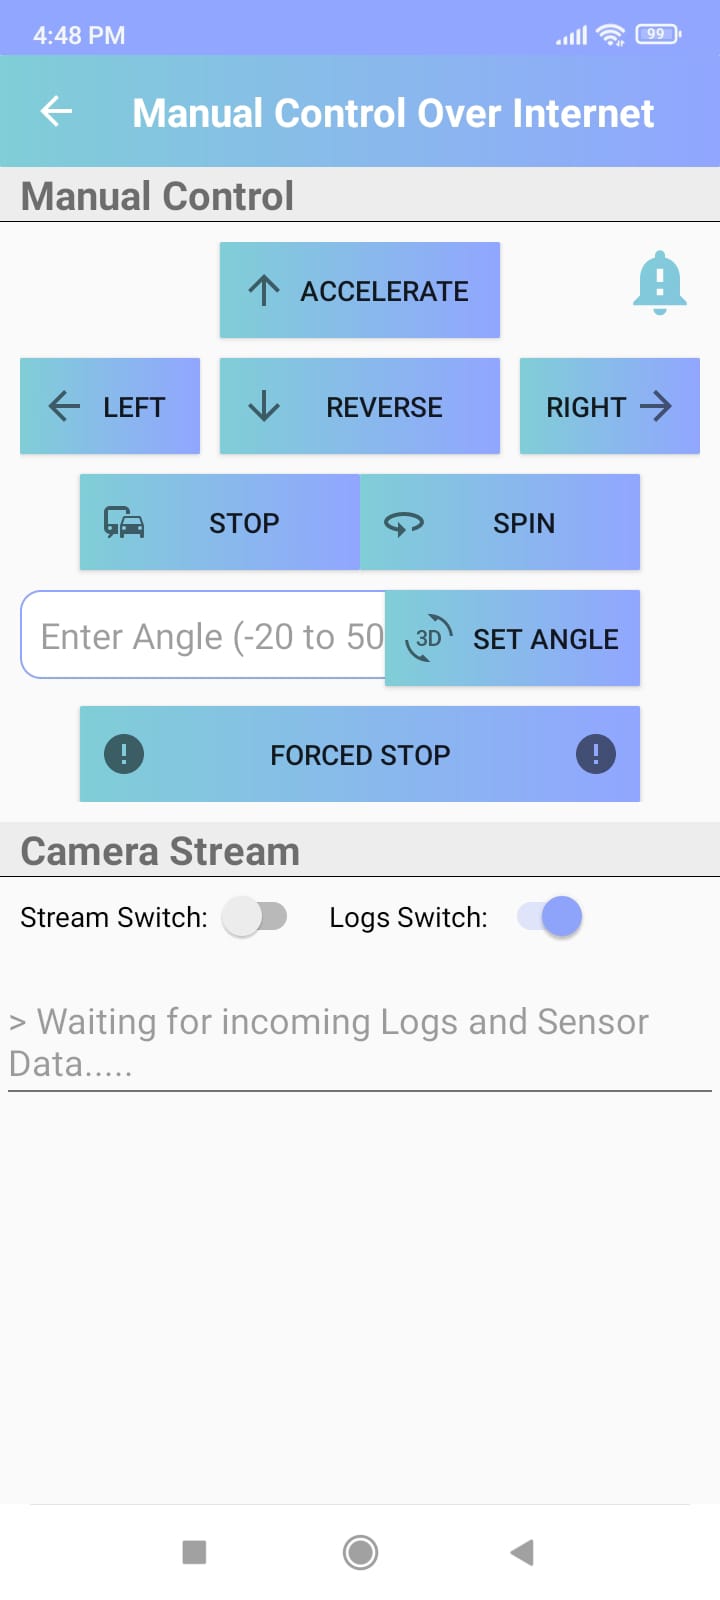 4:48 PM
99
Manual Control Over Internet
Manual Control
ACCELERATE
LEFT
REVERSE
RIGHT
STOP
SPIN
Enter Angle (-20 to 50
3D
SET ANGLE
FORCED STOP
Camera Stream
Stream Switch:
Logs Switch:
> Waiting for incoming Logs and Sensor
Data.....